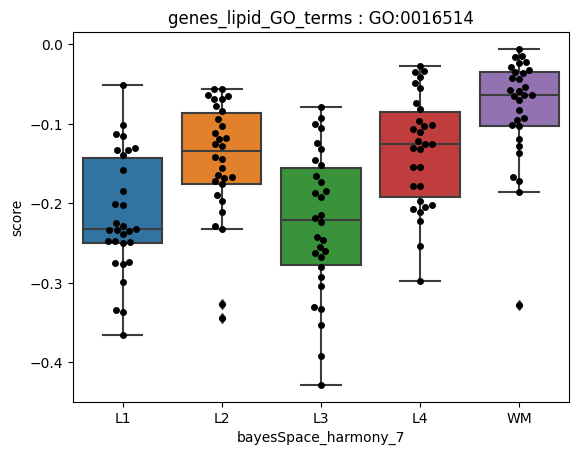 genes_lipid_GO_terms : GO:0016514
0.0
−0.1
−0.2
−0.3
−0.4
score
L1 L2 L3 L4 WM
bayesSpace_harmony_7